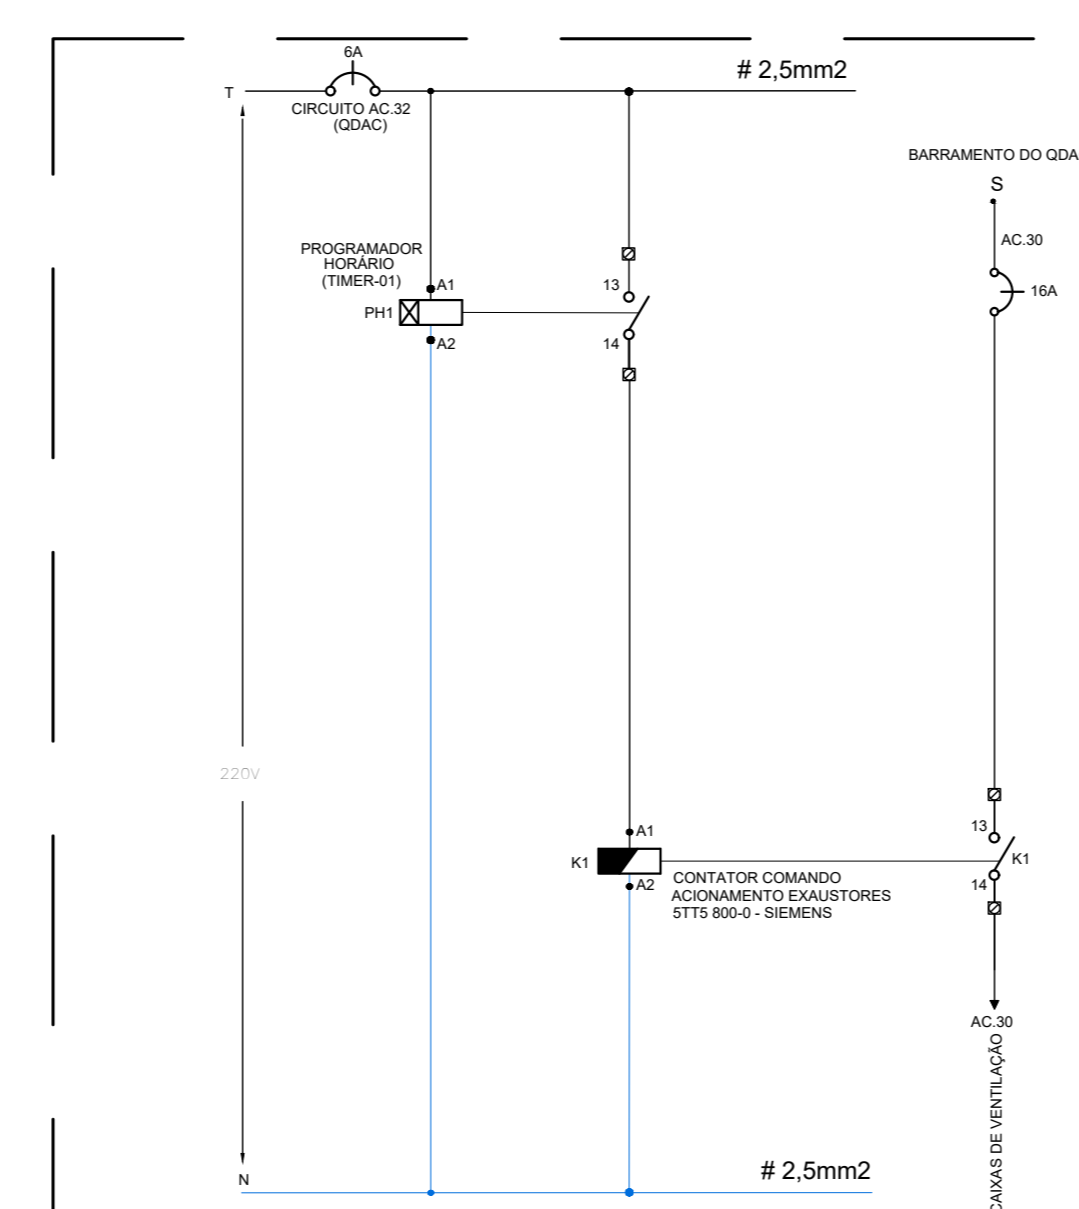 6A
# 2,5mm2
T
CIRCUITO AC.32
(QDAC)
BARRAMENTO DO QDA
S
AC.30
PROGRAMADOR
HORÁRIO
(TIMER-01)
A1
13
16A
PH1
A2
14
220V
A1
13
K1
K1
A2
14
CONTATOR COMANDO
ACIONAMENTO EXAUSTORES
5TT5 800-0 - SIEMENS
AC.30
CAIXAS DE VENTILAÇÃO
# 2,5mm2
N